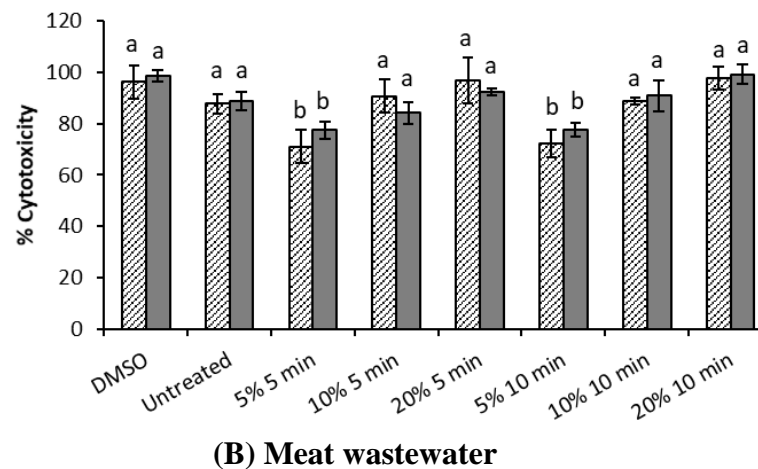 120
100
80
60
40
20
0
% Cytotoxicity
a a
a a
b b
a a
a a
b b
a a
a a
DMSO
Untreated
5% 5 min
10% 5 min
20% 5 min
5% 10 min
10% 10 min
20% 10 min
(B) Meat wastewater